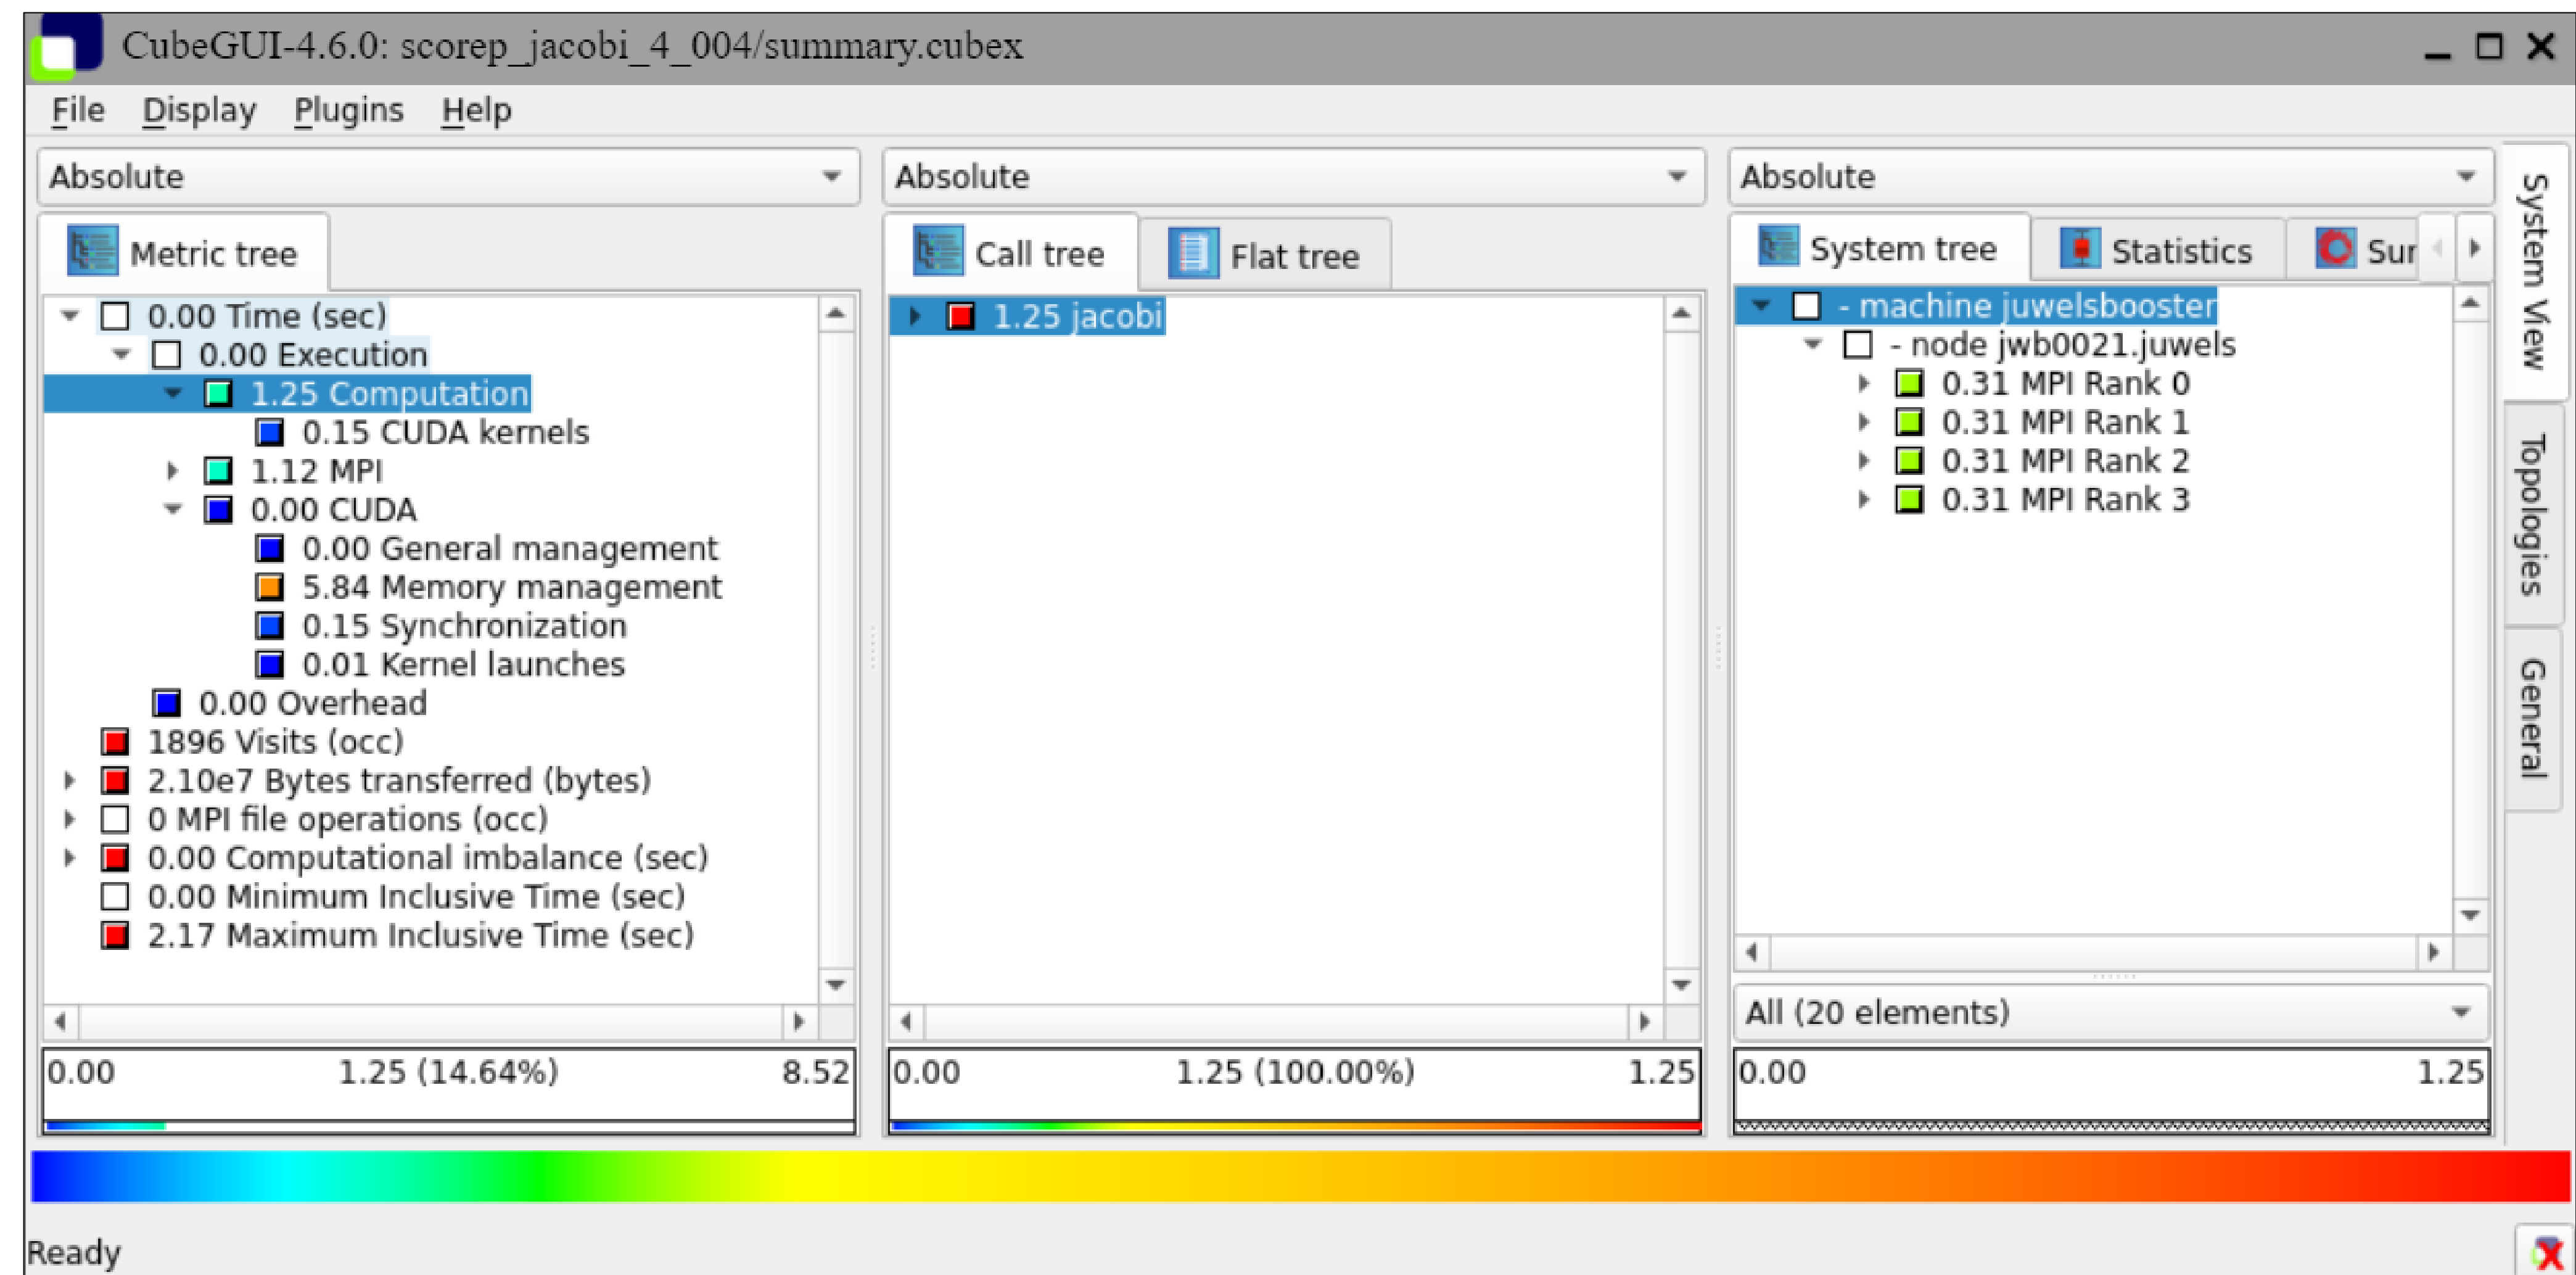 CubeGUI-4.6.0: scorep_jacobi_4_004/summary.cubex
File Display Plugins Help
Absolute
Metric tree
0.00 Time (sec)
0.00 Execution
1.25 Computation
0.15 CUDA kernels
1.12 MPI
0.00 CUDA
0.00 General management
5.84 Memory management
0.15 Synchronization
0.01 Kernel launches
0.00 Overhead
1896 Visits (occ)
2.10e7 Bytes transferred (bytes)
0 MPI file operations (occ)
0.00 Computational imbalance (sec)
0.00 Minimum Inclusive Time (sec)
2.17 Maximum Inclusive Time (sec)
0.00 1.25 (14.64%) 8.52
Absolute
Call tree Flat tree
1.25 jacobi
0.00 1.25 (100.00%) 1.25
Absolute
System tree Statistics Sur
- machine juwelsbooster
- node jwb0021.juwels
0.31 MPI Rank 0
0.31 MPI Rank 1
0.31 MPI Rank 2
0.31 MPI Rank 3
All (20 elements)
0.00 1.25
System View
Topologies
General
Ready